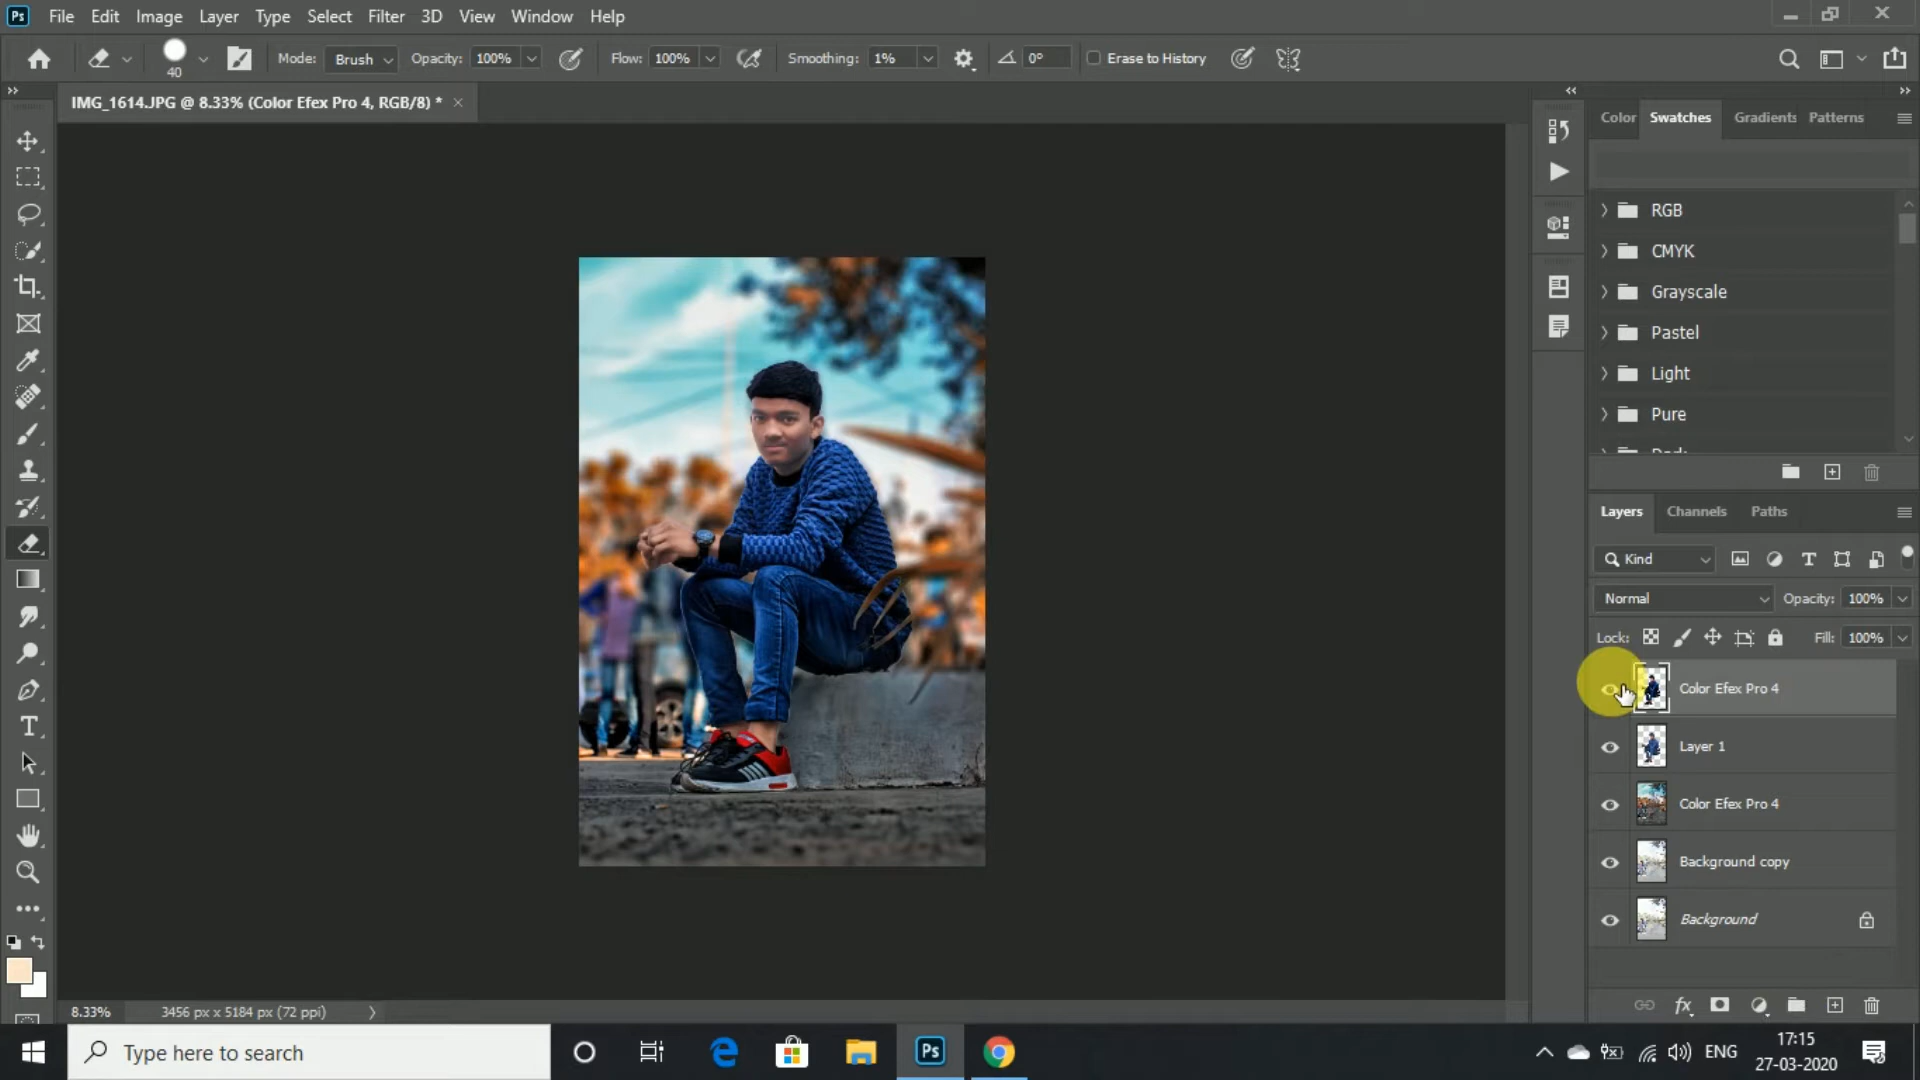 Ps File Edit Image Layer Type Select Filter 3D View Window Help
40 Mode: Brush Opacity: 100% Flow: 100% Smoothing: 1% 0° Erase to History
IMG_1614.JPG @ 8.33% (Color Efex Pro 4, RGB/8) *
Color Swatches Gradients Patterns
RGB
CMYK
Grayscale
Pastel
Light
Pure
Layers Channels Paths
Kind
Normal Opacity: 100%
Lock: Fill: 100%
Color Efex Pro 4
Layer 1
Color Efex Pro 4
Background copy
Background
8.33% 3456 px x 5184 px (72 ppi)
Type here to search
Ps
ENG
17:15
27-03-2020